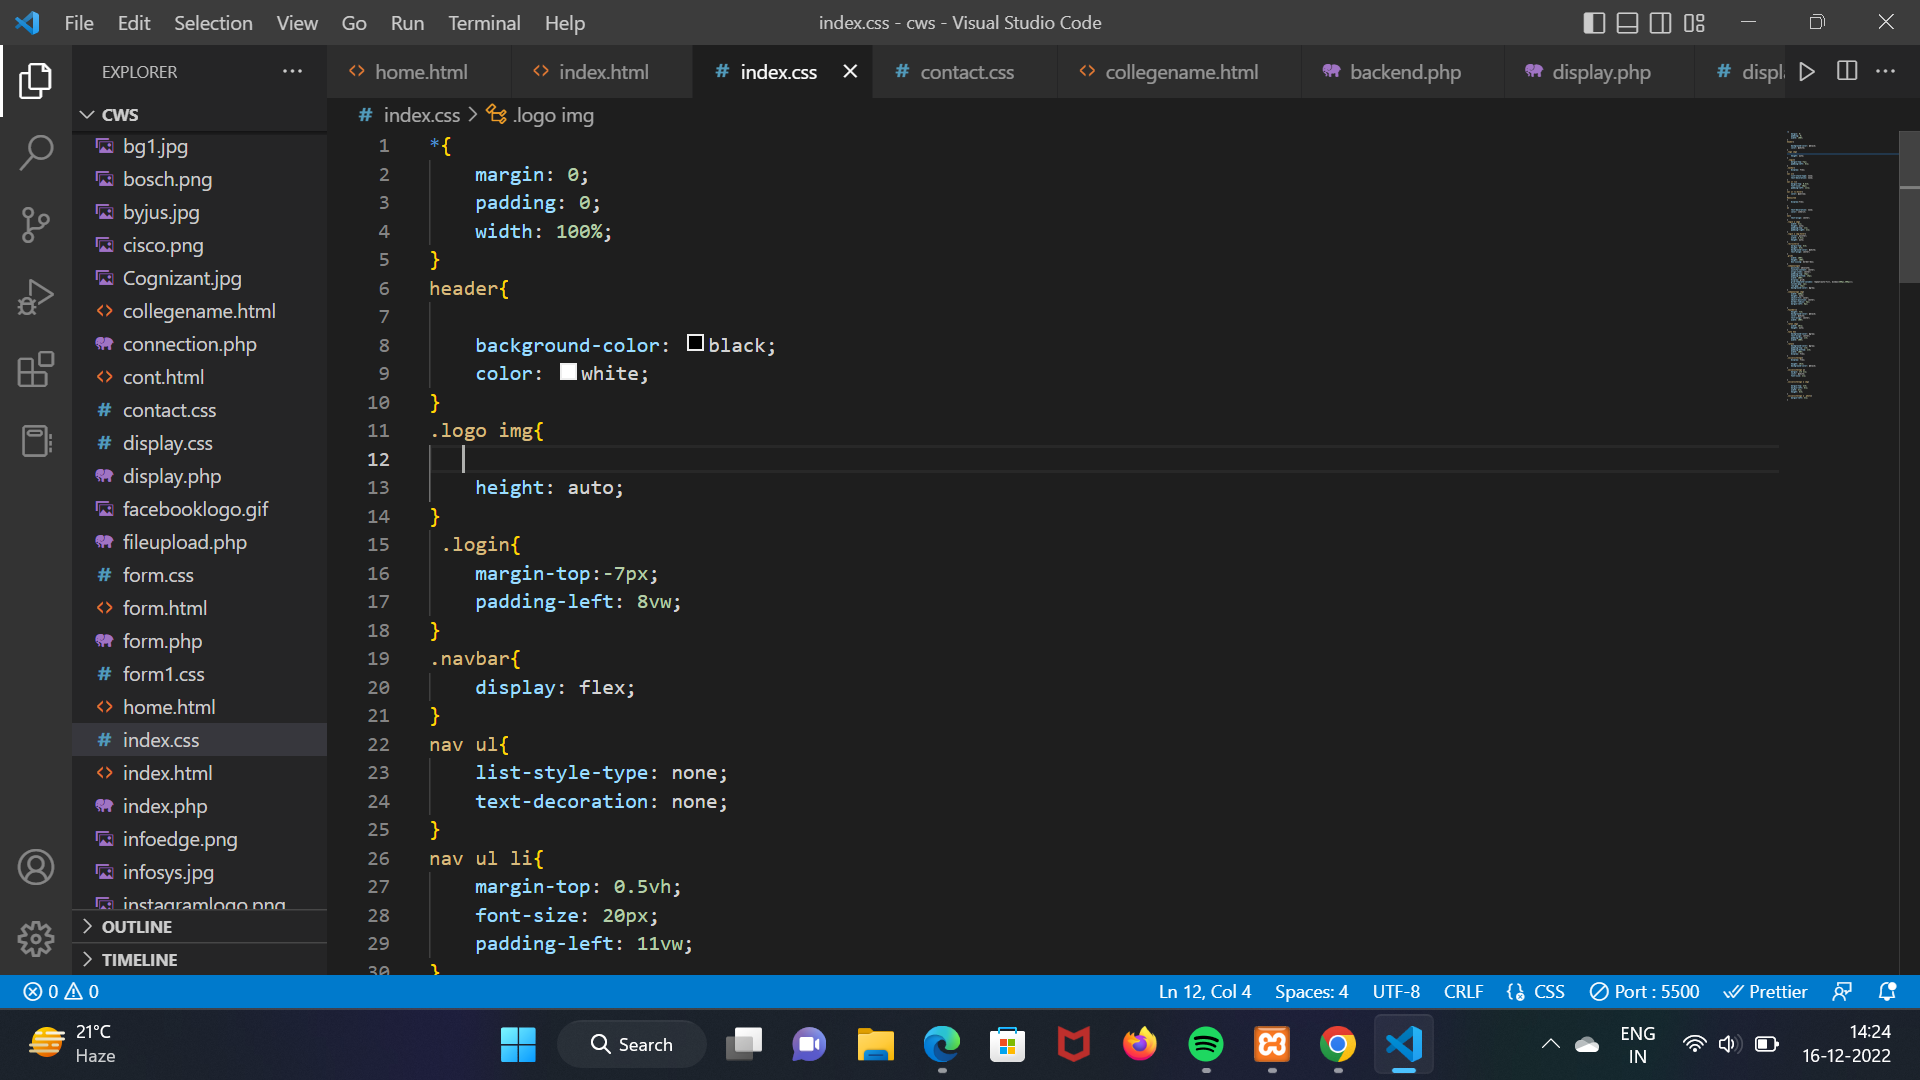 File Edit Selection View Go Run Terminal Help
index.css - cws - Visual Studio Code
EXPLORER
home.html
index.html
# index.css
# contact.css
collegename.html
backend.php
display.php
# displ
CWS
# index.css > .logo img
bg1.jpg
bosch.png
byjus.jpg
cisco.png
Cognizant.jpg
collegename.html
connection.php
cont.html
# contact.css
# display.css
display.php
facebooklogo.gif
fileupload.php
# form.css
form.html
form.php
# form1.css
home.html
# index.css
index.html
index.php
infoedge.png
infosys.jpg
instagramlogo.png
OUTLINE
TIMELINE
1 *{
2 margin: 0;
3 padding: 0;
4 width: 100%;
5 }
6 header{
7
8 background-color: black;
9 color: white;
10 }
11 .logo img{
12
13 height: auto;
14 }
15 .login{
16 margin-top:-7px;
17 padding-left: 8vw;
18 }
19 .navbar{
20 display: flex;
21 }
22 nav ul{
23 list-style-type: none;
24 text-decoration: none;
25 }
26 nav ul li{
27 margin-top: 0.5vh;
28 font-size: 20px;
29 padding-left: 11vw;
30 }
0 0
Ln 12, Col 4 Spaces: 4 UTF-8 CRLF {} CSS Port : 5500 Prettier
21°C
Haze
Search
ENG
IN
14:24
16-12-2022